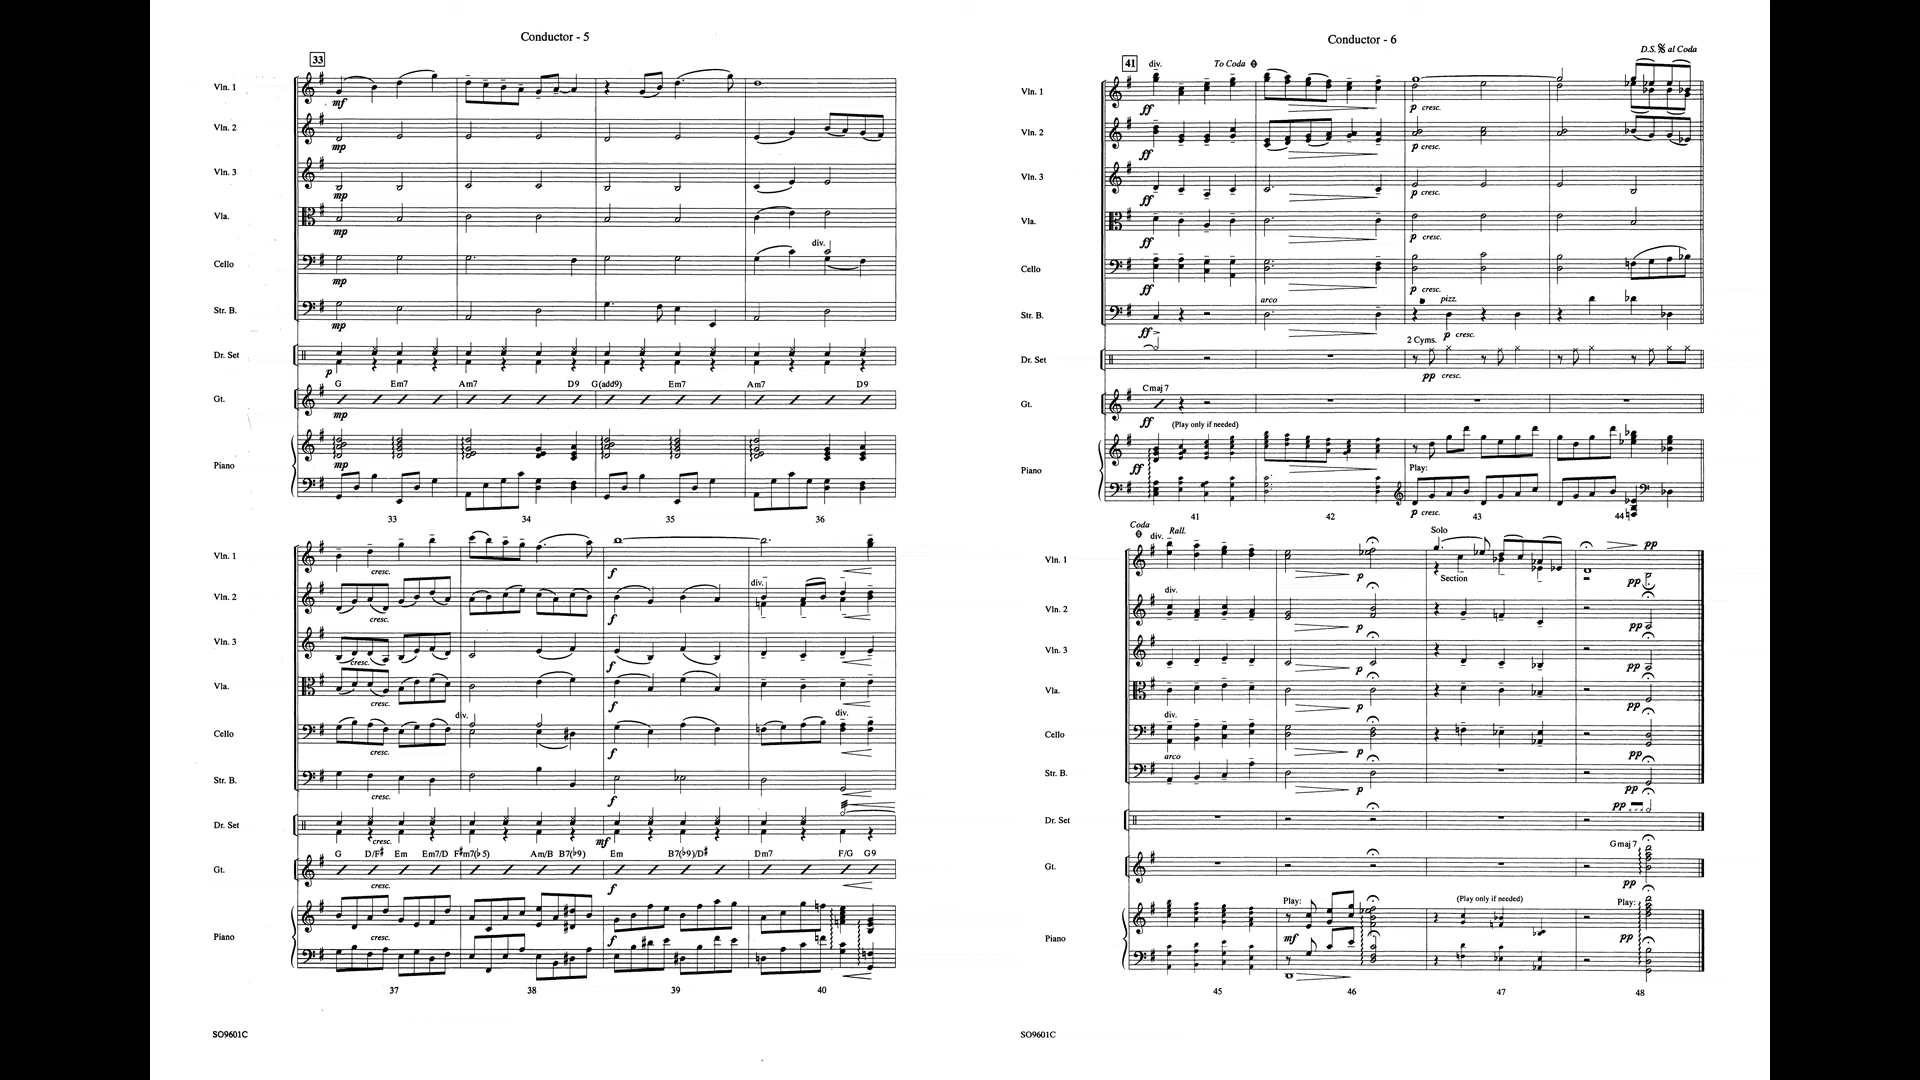 Conductor - 5
33
Vln. 1
mf
Vln. 2
mp
Vln. 3
mp
Vla.
mp
div.
Cello
mp
Str. B.
mp
Dr. Set
p
G Em7 Am7 D9 G(add9) Em7 Am7 D9
Gt.
mp
Piano
mp
33 34 35 36
Vln. 1
cresc. f
Vln. 2
cresc. f div.
Vln. 3
cresc. f
Vla.
cresc. f
div. div.
Cello
cresc. f
Str. B.
cresc. f
Dr. Set
cresc. mf
G D/F♯ Em Em7/D F♯m7(♭5) Am/B B7(♭9) Em B7(♭9)/D♯ Dm7 F/G G9
Gt.
cresc. f
Piano
cresc. f
37 38 39 40
SO9601C
Conductor - 6
41 div. To Coda D.S. 𝄋 al Coda
Vln. 1
ff p cresc.
Vln. 2
ff p cresc.
Vln. 3
ff p cresc.
Vla.
ff p cresc.
Cello
ff p cresc.
arco pizz.
Str. B.
ff p cresc.
2 Cyms.
Dr. Set
pp cresc.
Cmaj7
Gt.
ff (Play only if needed)
Piano
ff Play:
p cresc.
41 42 43 44
Coda
div. Rall. Solo
Vln. 1
p Section pp pp
div.
Vln. 2
p pp
Vln. 3
p pp
Vla.
p pp
div.
Cello
p pp
arco
Str. B.
p pp
pp
Dr. Set
Gmaj7
Gt.
pp
Play: (Play only if needed) Play:
Piano
mf pp
45 46 47 48
SO9601C